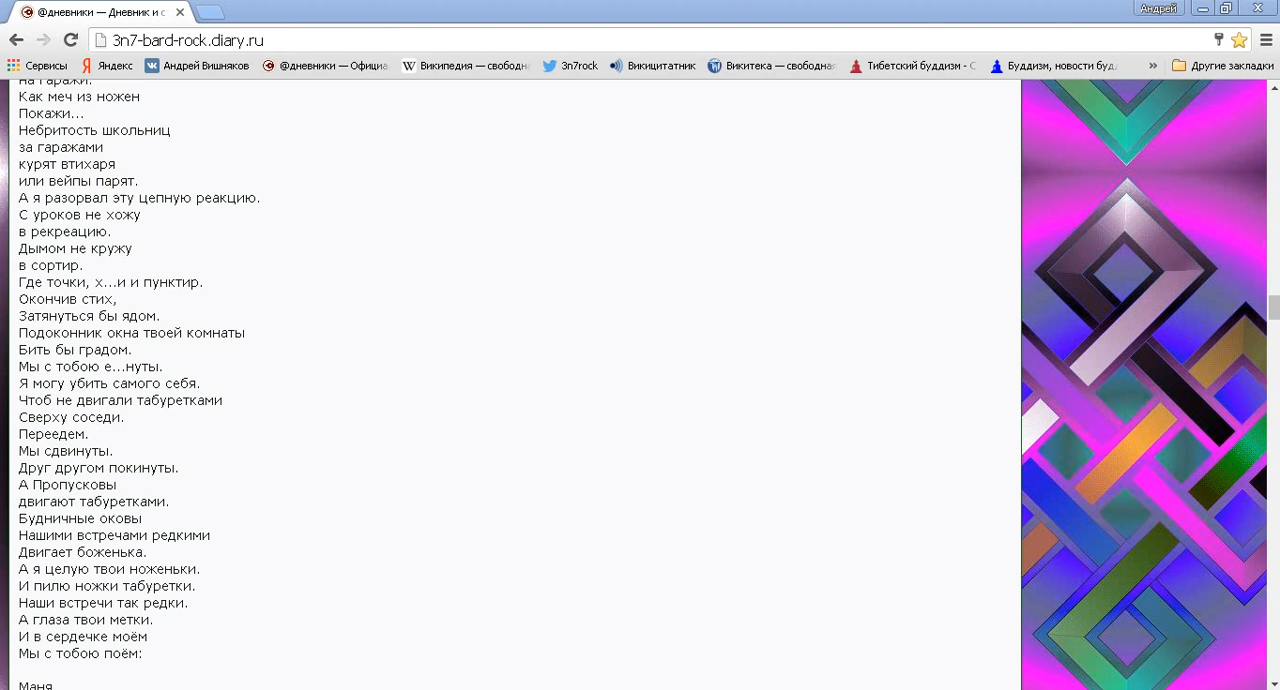 @дневники — Дневник и с
Андрей
3n7-bard-rock.diary.ru
Сервисы
Яндекс
Андрей Вишняков
@дневники — Официа
Википедия — свободн
3n7rock
Викицитатник
Викитека — свободная
Тибетский буддизм - С
Буддизм, новости буд
»
Другие закладки
на гаражи.
Как меч из ножен
Покажи...
Небритость школьниц
за гаражами
курят втихаря
или вейпы парят.
А я разорвал эту цепную реакцию.
С уроков не хожу
в рекреацию.
Дымом не кружу
в сортир.
Где точки, х...и и пунктир.
Окончив стих,
Затянуться бы ядом.
Подоконник окна твоей комнаты
Бить бы градом.
Мы с тобою е...нуты.
Я могу убить самого себя.
Чтоб не двигали табуретками
Сверху соседи.
Переедем.
Мы сдвинуты.
Друг другом покинуты.
А Пропусковы
двигают табуретками.
Будничные оковы
Нашими встречами редкими
Двигает боженька.
А я целую твои ноженьки.
И пилю ножки табуретки.
Наши встречи так редки.
А глаза твои метки.
И в сердечке моём
Мы с тобою поём:
Маня